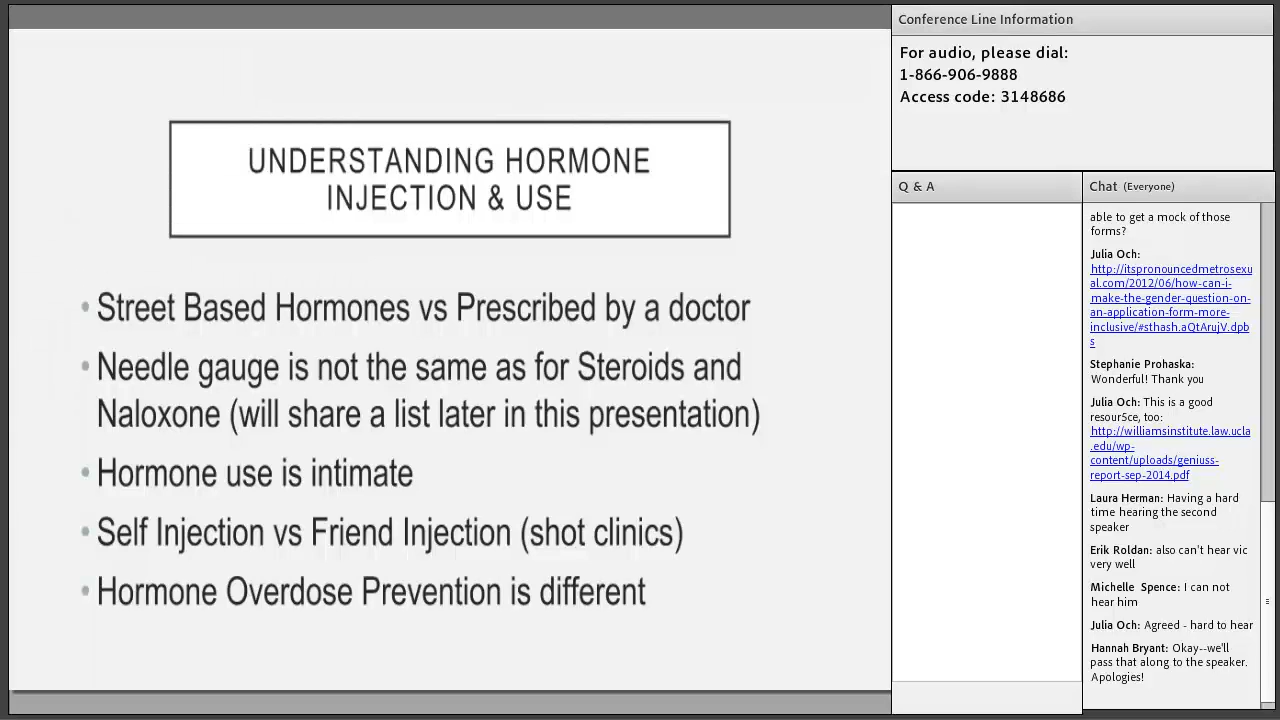 UNDERSTANDING HORMONE
INJECTION & USE
• Street Based Hormones vs Prescribed by a doctor
• Needle gauge is not the same as for Steroids and
Naloxone (will share a list later in this presentation)
• Hormone use is intimate
• Self Injection vs Friend Injection (shot clinics)
• Hormone Overdose Prevention is different
Conference Line Information
For audio, please dial:
1-866-906-9888
Access code: 3148686
Q & A
Chat (Everyone)
able to get a mock of those
forms?
Julia Och:
http://itspronouncedmetrosexu
al.com/2012/06/how-can-i-
make-the-gender-question-on-
an-application-form-more-
inclusive/#sthash.aQtArujV.dpb
s
Stephanie Prohaska:
Wonderful! Thank you
Julia Och: This is a good
resour5ce, too:
http://williamsinstitute.law.ucla
.edu/wp-
content/uploads/geniuss-
report-sep-2014.pdf
Laura Herman: Having a hard
time hearing the second
speaker
Erik Roldan: also can't hear vic
very well
Michelle Spence: I can not
hear him
Julia Och: Agreed - hard to hear
Hannah Bryant: Okay--we'll
pass that along to the speaker.
Apologies!